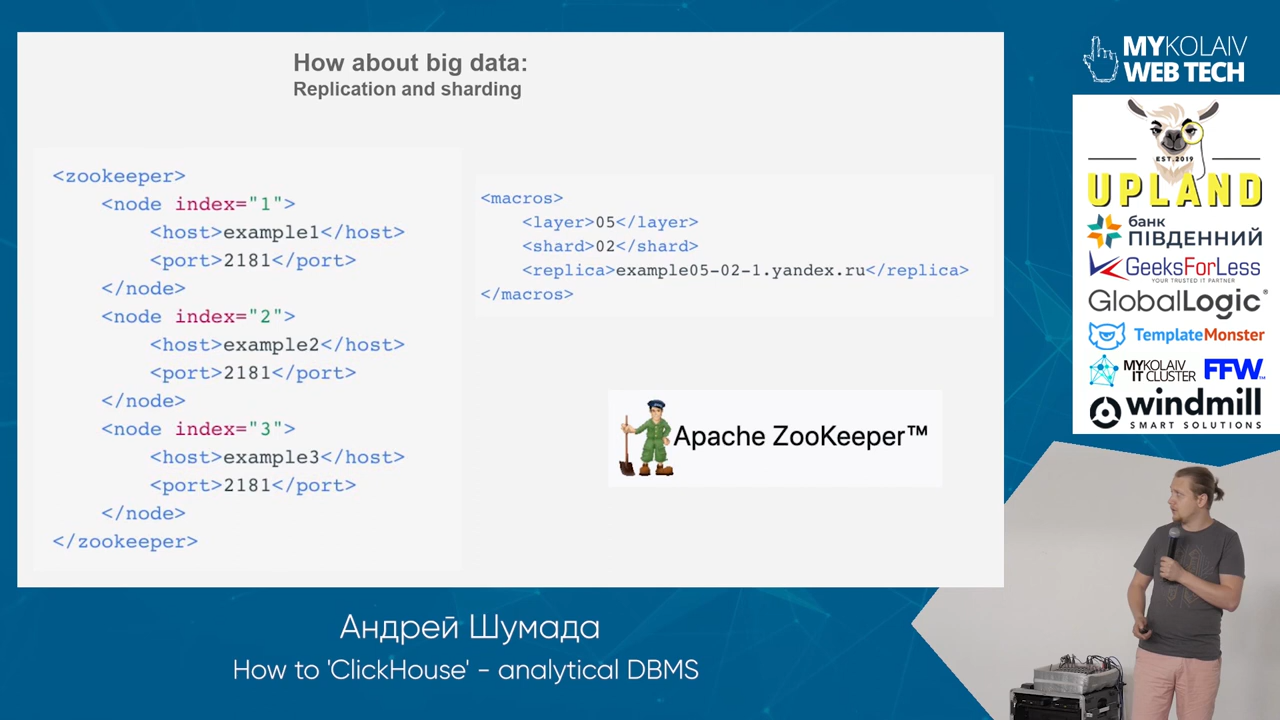 How about big data:
Replication and sharding
<zookeeper>
<node index="1">
<host>example1</host>
<port>2181</port>
</node>
<node index="2">
<host>example2</host>
<port>2181</port>
</node>
<node index="3">
<host>example3</host>
<port>2181</port>
</node>
</zookeeper>
<macros>
<layer>05</layer>
<shard>02</shard>
<replica>example05-02-1.yandex.ru</replica>
</macros>
Apache ZooKeeper™
Андрей Шумада
How to 'ClickHouse' - analytical DBMS
MYKOLAIV
WEB TECH
EST.2019
UPLAND
банк
ПІВДЕННИЙ
GeeksForLess
YOUR TRUSTED IT PARTNER
GlobalLogic®
TemplateMonster
MYKOLAIV
IT CLUSTER
FFW
windmill
SMART SOLUTIONS